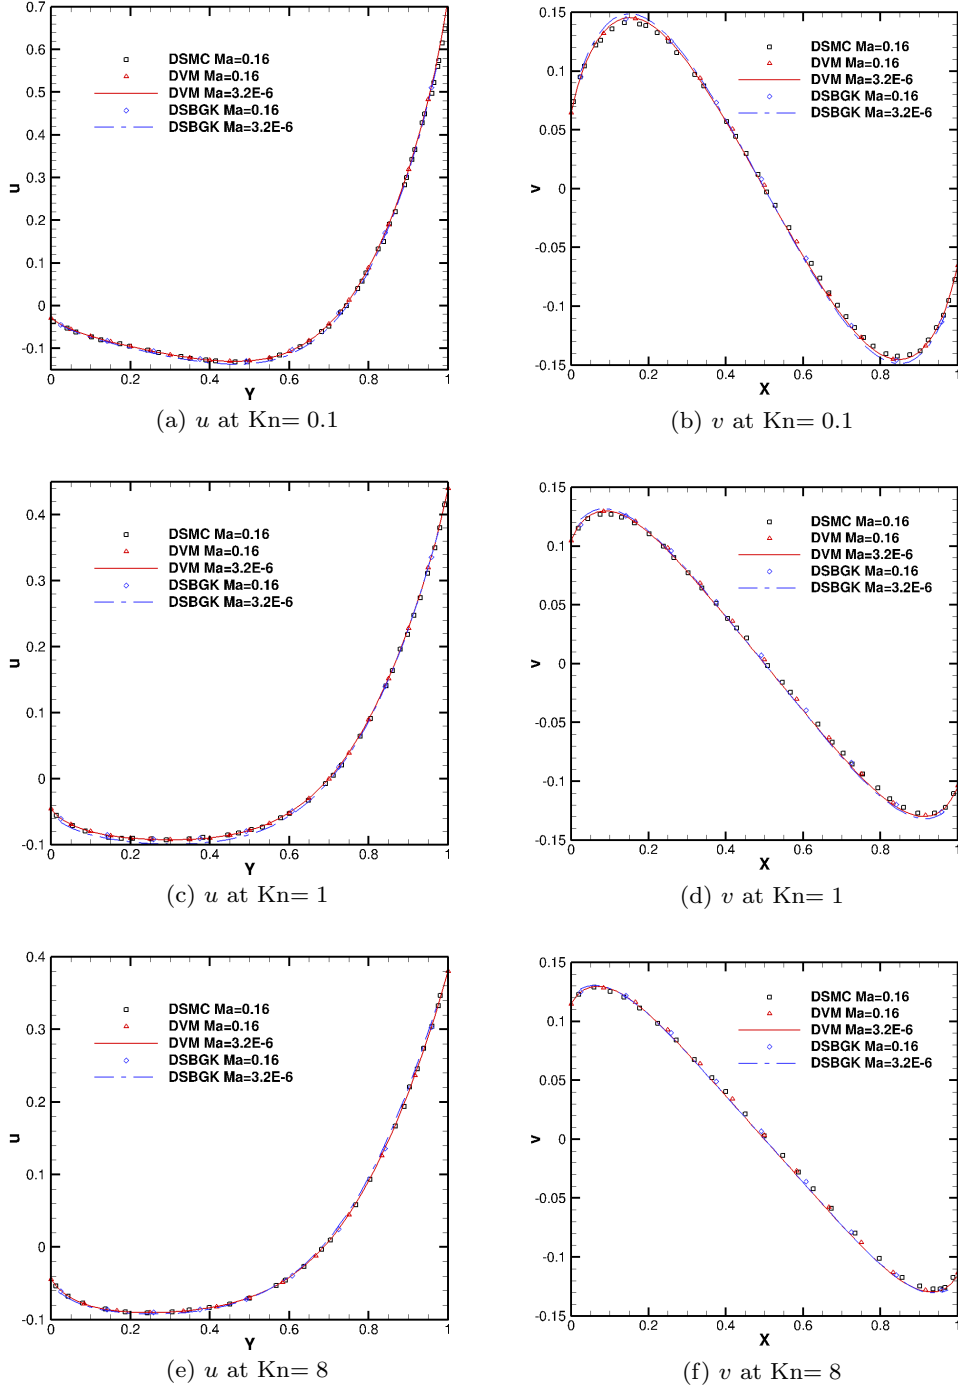 0.7
0.6
0.5
0.4
0.3
0.2
0.1
0
-0.1
u
DSMC Ma=0.16
DVM Ma=0.16
DVM Ma=3.2E-6
DSBGK Ma=0.16
DSBGK Ma=3.2E-6
0 0.2 0.4 0.6 0.8 1
Y
(a) u at Kn= 0.1
0.15
0.1
0.05
0
-0.05
-0.1
-0.15
v
DSMC Ma=0.16
DVM Ma=0.16
DVM Ma=3.2E-6
DSBGK Ma=0.16
DSBGK Ma=3.2E-6
0 0.2 0.4 0.6 0.8 1
X
(b) v at Kn= 0.1
0.4
0.3
0.2
0.1
0
-0.1
u
DSMC Ma=0.16
DVM Ma=0.16
DVM Ma=3.2E-6
DSBGK Ma=0.16
DSBGK Ma=3.2E-6
0 0.2 0.4 0.6 0.8 1
Y
(c) u at Kn= 1
0.15
0.1
0.05
0
-0.05
-0.1
-0.15
v
DSMC Ma=0.16
DVM Ma=0.16
DVM Ma=3.2E-6
DSBGK Ma=0.16
DSBGK Ma=3.2E-6
0 0.2 0.4 0.6 0.8 1
X
(d) v at Kn= 1
0.4
0.3
0.2
0.1
0
-0.1
u
DSMC Ma=0.16
DVM Ma=0.16
DVM Ma=3.2E-6
DSBGK Ma=0.16
DSBGK Ma=3.2E-6
0 0.2 0.4 0.6 0.8 1
Y
(e) u at Kn= 8
0.15
0.1
0.05
0
-0.05
-0.1
-0.15
v
DSMC Ma=0.16
DVM Ma=0.16
DVM Ma=3.2E-6
DSBGK Ma=0.16
DSBGK Ma=3.2E-6
0 0.2 0.4 0.6 0.8 1
X
(f) v at Kn= 8